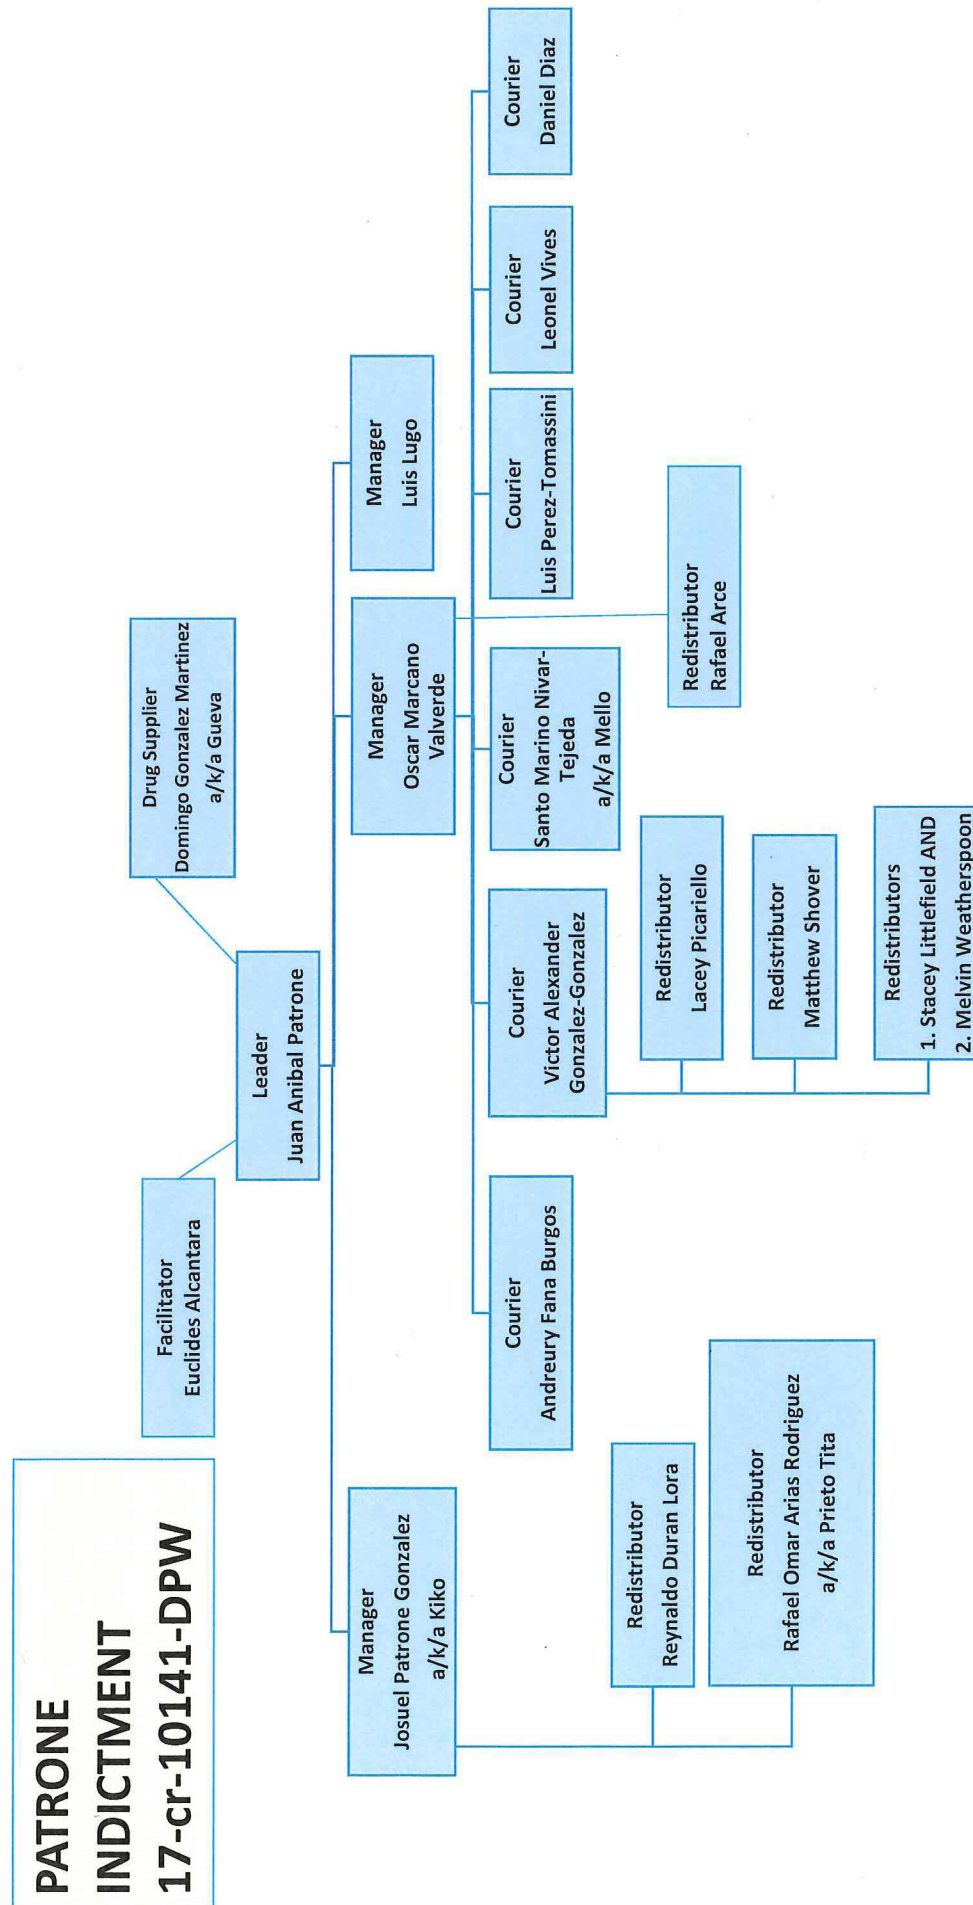 PATRONE
INDICTMENT
17-cr-10141-DPW
Facilitator
Euclides Alcantara
Drug Supplier
Domingo Gonzalez Martinez
a/k/a Gueva
Leader
Juan Anibal Patrone
Manager
Josuel Patrone Gonzalez
a/k/a Kiko
Manager
Oscar Marcano
Valverde
Manager
Luis Lugo
Courier
Andreury Fana Burgos
Courier
Victor Alexander
Gonzalez-Gonzalez
Courier
Santo Marino Nivar-
Tejeda
a/k/a Mello
Courier
Luis Perez-Tomassini
Courier
Leonel Vives
Courier
Daniel Diaz
Redistributor
Reynaldo Duran Lora
Redistributor
Rafael Omar Arias Rodriguez
a/k/a Prieto Tita
Redistributor
Lacey Picariello
Redistributor
Matthew Shover
Redistributors
1. Stacey Littlefield AND
2. Melvin Weatherspoon
Redistributor
Rafael Arce